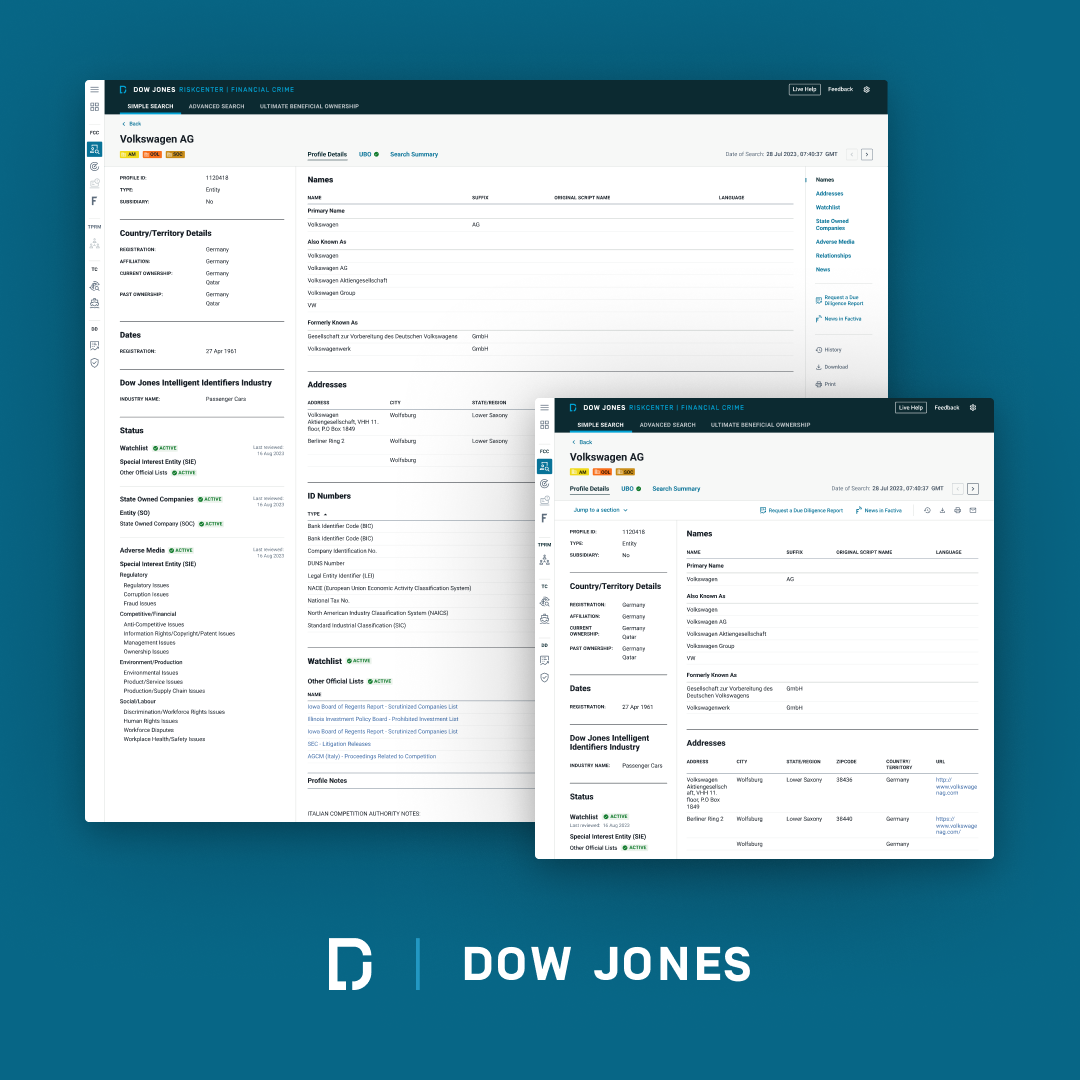 DOW JONES RISKCENTER | FINANCIAL CRIME
Live Help Feedback
SIMPLE SEARCH ADVANCED SEARCH ULTIMATE BENEFICIAL OWNERSHIP
FCC
F
TPRM
TC
DD
Back
Volkswagen AG
AM OOL SOC
Profile Details UBO Search Summary
Date of Search: 28 Jul 2023, 07:40:37 GMT
PROFILE ID: 1120418
TYPE: Entity
SUBSIDIARY: No
Country/Territory Details
REGISTRATION: Germany
AFFILIATION: Germany
CURRENT OWNERSHIP: Germany
Qatar
PAST OWNERSHIP: Germany
Qatar
Dates
REGISTRATION: 27 Apr 1961
Dow Jones Intelligent Identifiers Industry
INDUSTRY NAME: Passenger Cars
Status
Watchlist ACTIVE
Last reviewed:
16 Aug 2023
Special Interest Entity (SIE)
Other Official Lists ACTIVE
State Owned Companies ACTIVE
Last reviewed:
16 Aug 2023
Entity (SO)
State Owned Company (SOC) ACTIVE
Adverse Media ACTIVE
Last reviewed:
16 Aug 2023
Special Interest Entity (SIE)
Regulatory
Regulatory Issues
Corruption Issues
Fraud Issues
Competitive/Financial
Anti-Competitive Issues
Information Rights/Copyright/Patent Issues
Management Issues
Ownership Issues
Environment/Production
Environmental Issues
Product/Service Issues
Production/Supply Chain Issues
Social/Labour
Discrimination/Workforce Rights Issues
Human Rights Issues
Workforce Disputes
Workplace Health/Safety Issues
Names
NAME SUFFIX ORIGINAL SCRIPT NAME LANGUAGE
Primary Name
Volkswagen AG
Also Known As
Volkswagen
Volkswagen AG
Volkswagen Aktiengesellschaft
Volkswagen Group
VW
Formerly Known As
Gesellschaft zur Vorbereitung des Deutschen Volkswagens GmbH
Volkswagenwerk GmbH
Addresses
ADDRESS CITY STATE/REGION
Volkswagen Wolfsburg Lower Saxony
Aktiengesellschaft, VHH 11.
floor, P.O Box 1849
Berliner Ring 2 Wolfsburg Lower Saxony
Wolfsburg
ID Numbers
TYPE
Bank Identifier Code (BIC)
Bank Identifier Code (BIC)
Company Identification No.
DUNS Number
Legal Entity Identifier (LEI)
NACE (European Union Economic Activity Classification System)
National Tax No.
North American Industry Classification System (NAICS)
Standard Industrial Classification (SIC)
Watchlist ACTIVE
Other Official Lists ACTIVE
NAME
Iowa Board of Regents Report - Scrutinized Companies List
Illinois Investment Policy Board - Prohibited Investment List
Iowa Board of Regents Report - Scrutinized Companies List
SEC - Litigation Releases
AGCM (Italy) - Proceedings Related to Competition
Profile Notes
ITALIAN COMPETITION AUTHORITY NOTES:
Names
Addresses
Watchlist
State Owned
Companies
Adverse Media
Relationships
News
Request a Due
Diligence Report
News in Factiva
History
Download
Print
DOW JONES RISKCENTER | FINANCIAL CRIME
Live Help Feedback
SIMPLE SEARCH ADVANCED SEARCH ULTIMATE BENEFICIAL OWNERSHIP
FCC
F
TPRM
TC
DD
Back
Volkswagen AG
AM OOL SOC
Profile Details UBO Search Summary
Date of Search: 28 Jul 2023, 07:40:37 GMT
Jump to a section
Request a Due Diligence Report News in Factiva
PROFILE ID: 1120418
TYPE: Entity
SUBSIDIARY: No
Country/Territory Details
REGISTRATION: Germany
AFFILIATION: Germany
CURRENT Germany
OWNERSHIP: Qatar
PAST OWNERSHIP: Germany
Qatar
Dates
REGISTRATION: 27 Apr 1961
Dow Jones Intelligent
Identifiers Industry
INDUSTRY NAME: Passenger Cars
Status
Watchlist ACTIVE
Last reviewed: 16 Aug 2023
Special Interest Entity (SIE)
Other Official Lists ACTIVE
Names
NAME SUFFIX ORIGINAL SCRIPT NAME LANGUAGE
Primary Name
Volkswagen AG
Also Known As
Volkswagen
Volkswagen AG
Volkswagen Aktiengesellschaft
Volkswagen Group
VW
Formerly Known As
Gesellschaft zur Vorbereitung des GmbH
Deutschen Volkswagens
Volkswagenwerk GmbH
Addresses
ADDRESS CITY STATE/REGION ZIPCODE COUNTRY/ URL
TERRITORY
Volkswagen Wolfsburg Lower Saxony 38436 Germany http://
Aktiengesellsch www.volkswage
aft, VHH 11. nag.com
floor, P.O Box
1849
Berliner Ring 2 Wolfsburg Lower Saxony 38440 Germany https://
www.volkswage
nag.com/
Wolfsburg Germany
DOW JONES